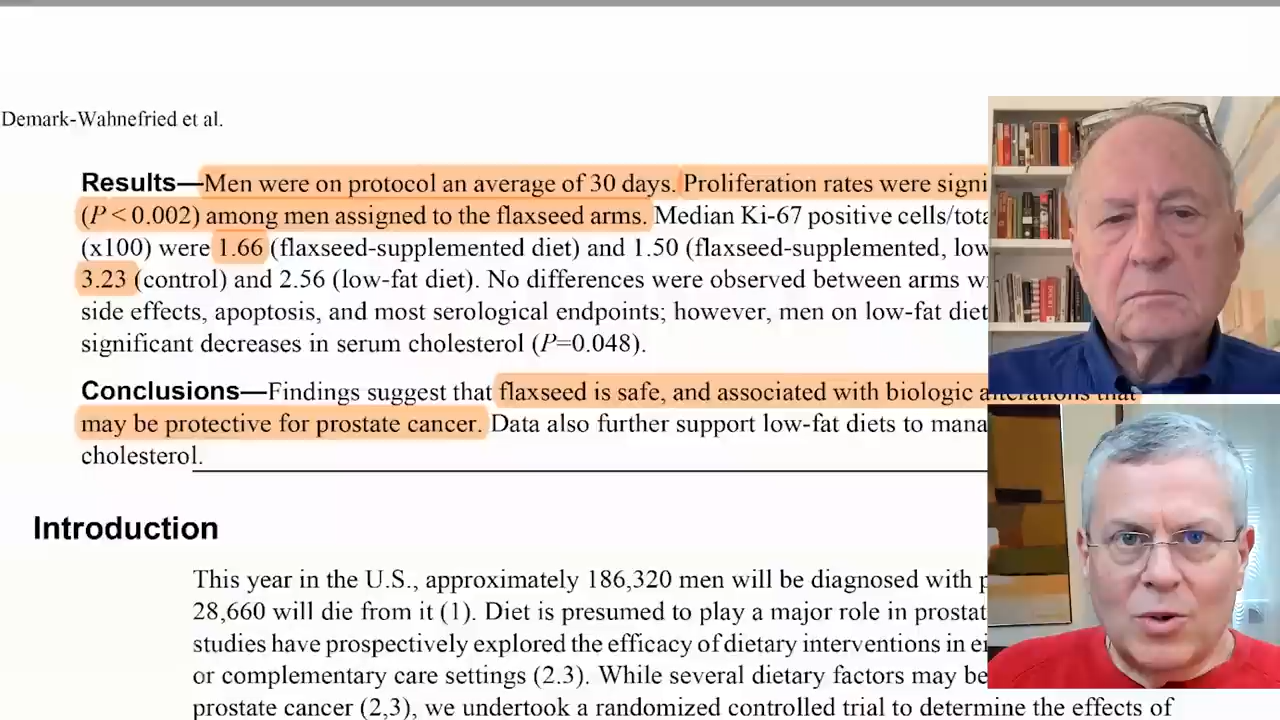 Demark-Wahnefried et al.
Results—Men were on protocol an average of 30 days. Proliferation rates were signi
(P < 0.002) among men assigned to the flaxseed arms. Median Ki-67 positive cells/tota
(x100) were 1.66 (flaxseed-supplemented diet) and 1.50 (flaxseed-supplemented, low
3.23 (control) and 2.56 (low-fat diet). No differences were observed between arms w
side effects, apoptosis, and most serological endpoints; however, men on low-fat diet
significant decreases in serum cholesterol (P=0.048).
Conclusions—Findings suggest that flaxseed is safe, and associated with biologic alterations that
may be protective for prostate cancer. Data also further support low-fat diets to mana
cholesterol.
Introduction
This year in the U.S., approximately 186,320 men will be diagnosed with p
28,660 will die from it (1). Diet is presumed to play a major role in prostat
studies have prospectively explored the efficacy of dietary interventions in ei
or complementary care settings (2.3). While several dietary factors may be
prostate cancer (2,3), we undertook a randomized controlled trial to determine the effects of